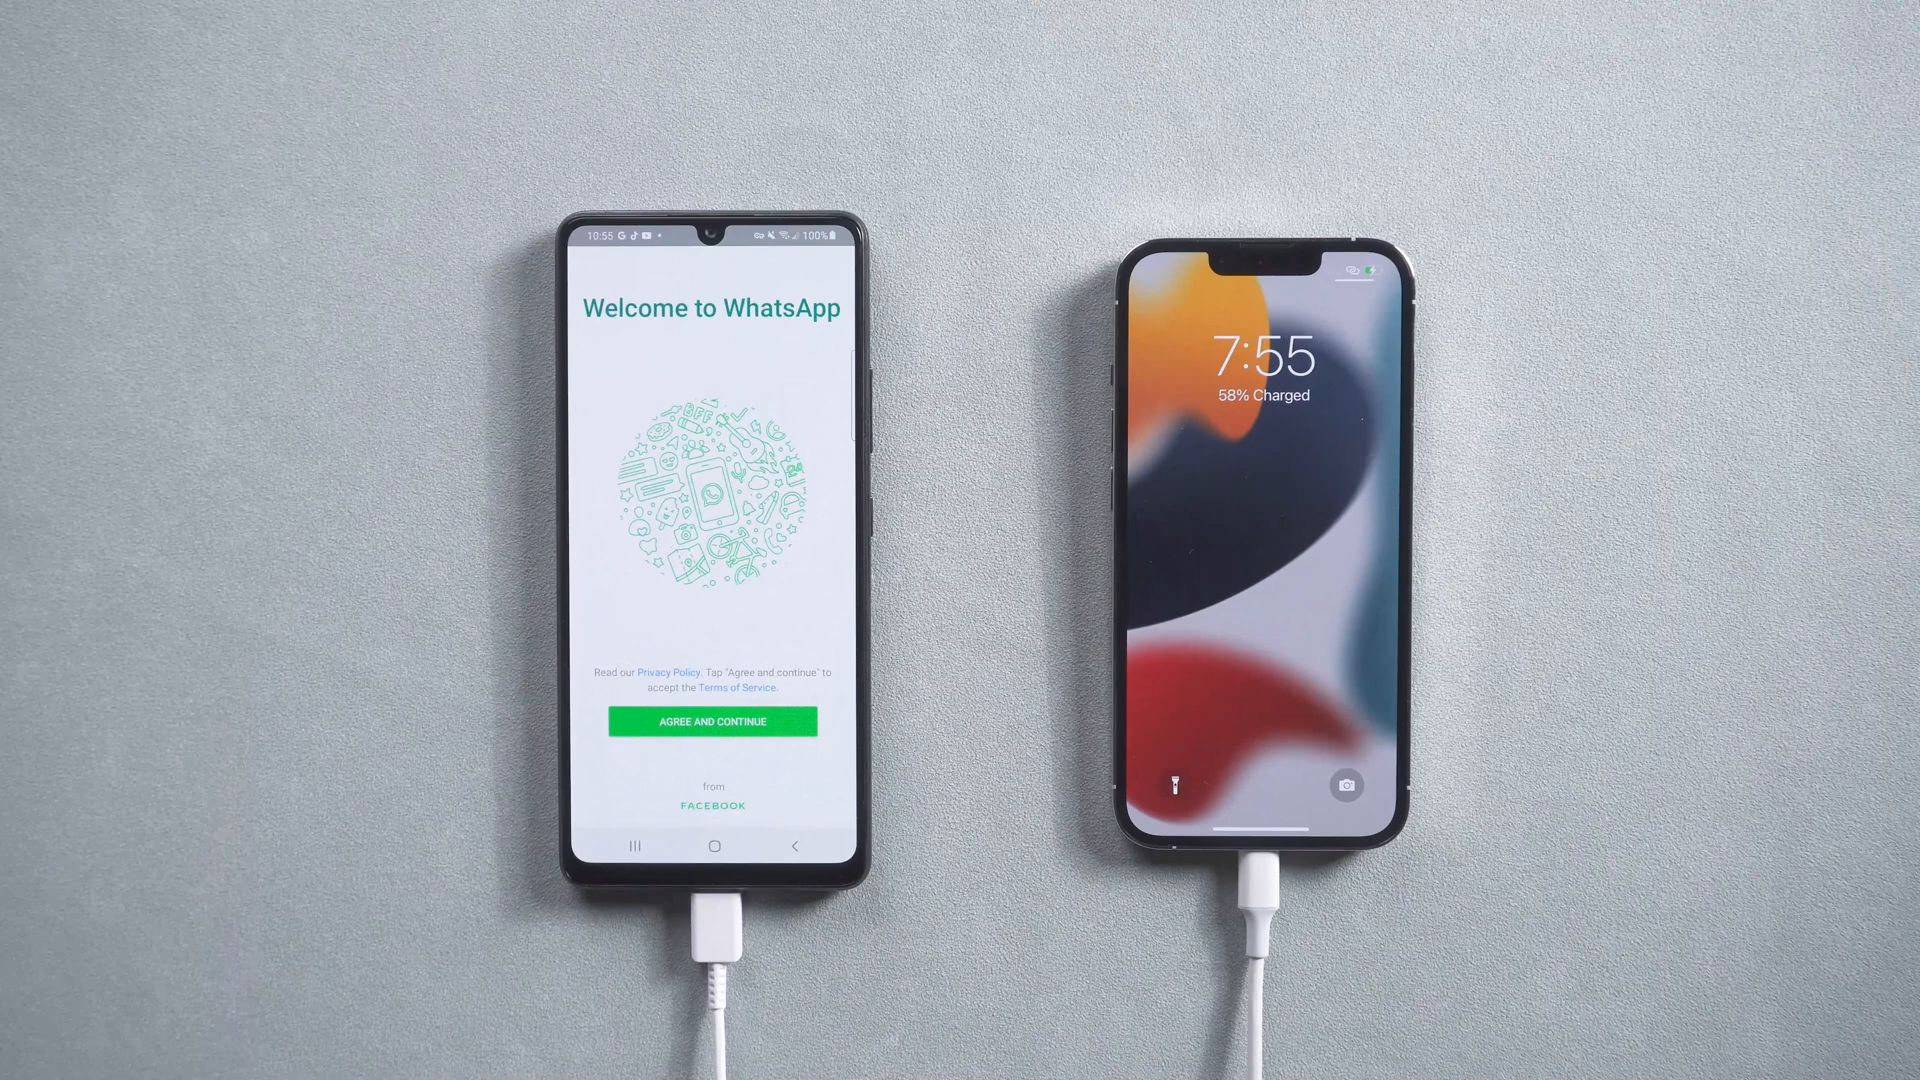 10:55
100%
Welcome to WhatsApp
Read our Privacy Policy. Tap "Agree and continue" to
accept the Terms of Service.
AGREE AND CONTINUE
from
FACEBOOK
7:55
58% Charged